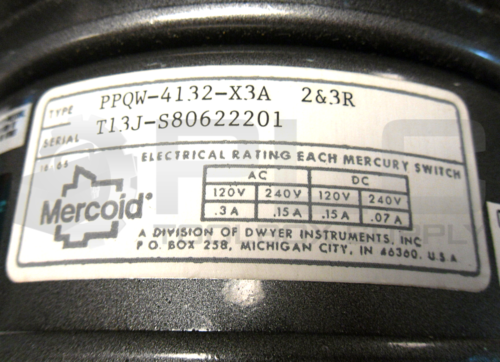 TYPE PPQW-4132-X3A 2&3R
SERIAL T13J-S80622201
ELECTRICAL RATING EACH MERCURY SWITCH
AC DC
120V 240V 120V 240V
.3A .15A .15A .07A
Mercoid
A DIVISION OF DWYER INSTRUMENTS, INC
P.O. BOX 258, MICHIGAN CITY, IN 46360. U.S.A